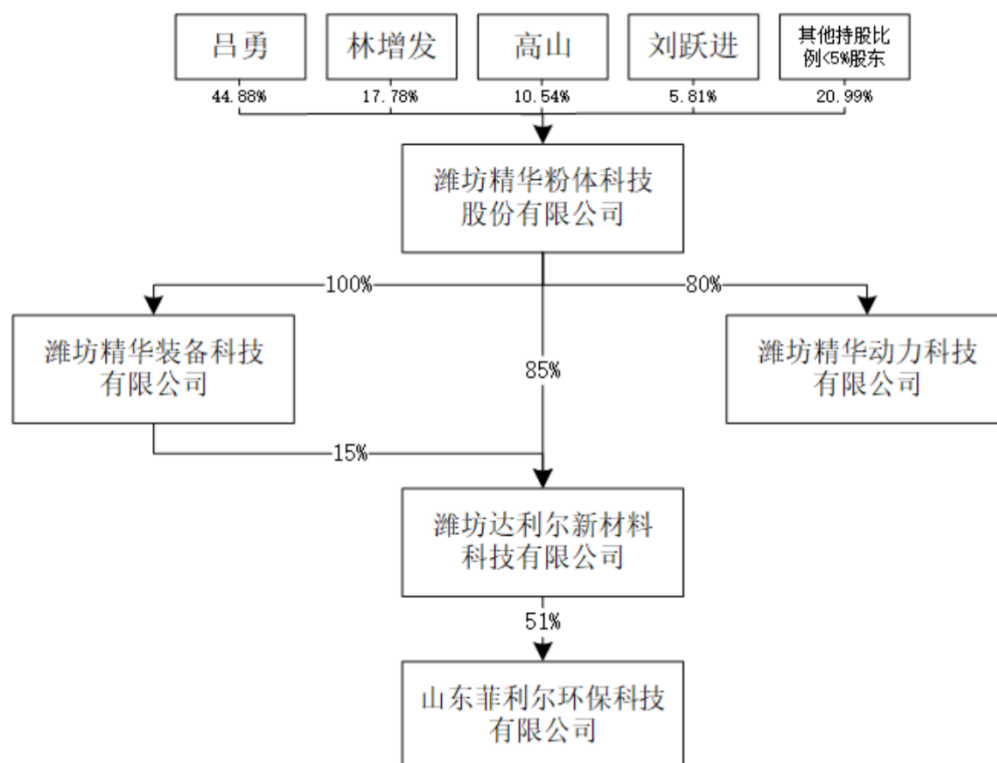 吕勇
林增发
高山
刘跃进
其他持股比
例<5%股东
44.88%
17.78%
10.54%
5.81%
20.99%
潍坊精华粉体科技
股份有限公司
100%
80%
潍坊精华装备科技
有限公司
85%
潍坊精华动力科技
有限公司
15%
潍坊达利尔新材料
科技有限公司
51%
山东菲利尔环保科技
有限公司